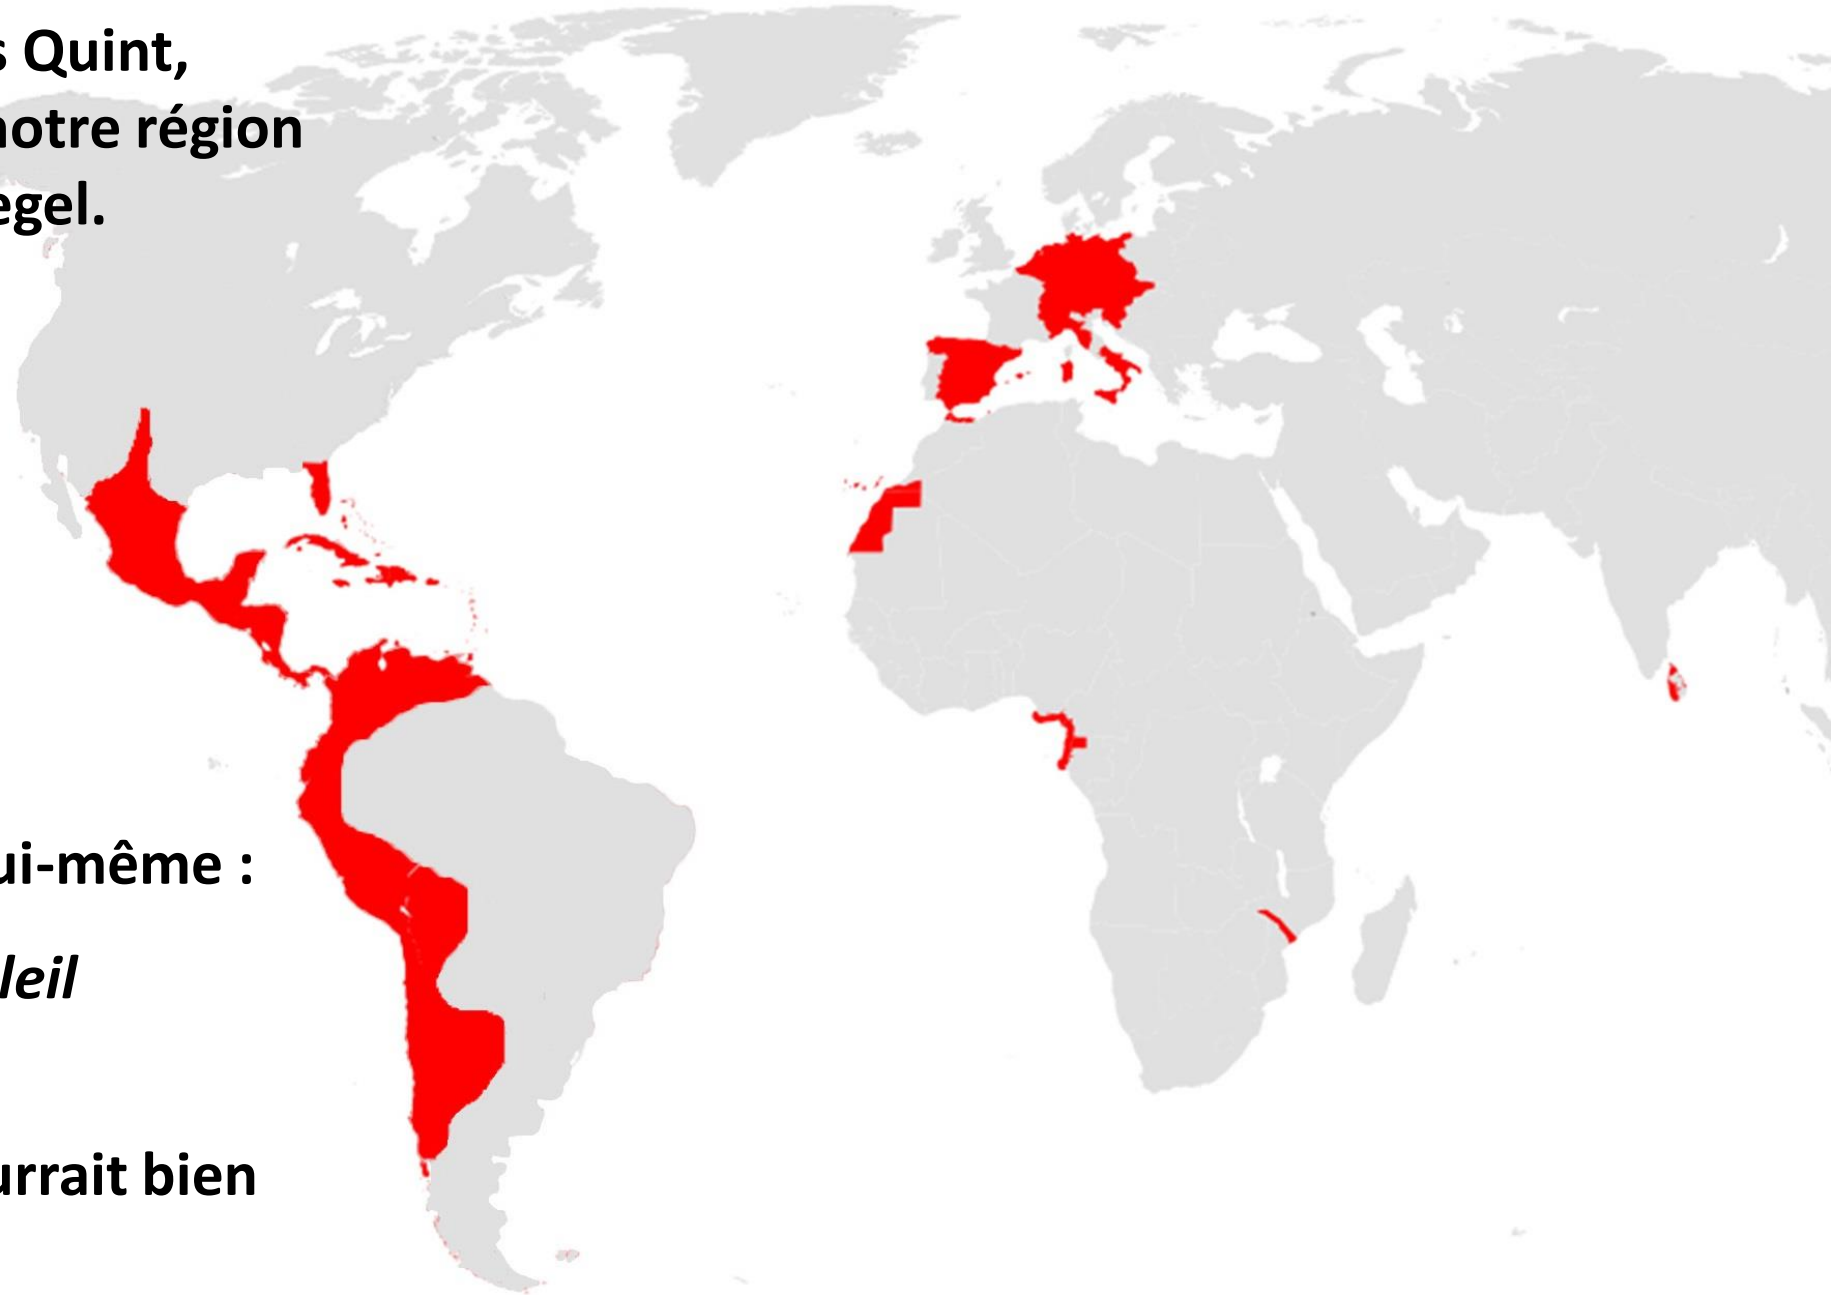 s Quint,
notre région
egel.
ui-même :
leil
urrait bien